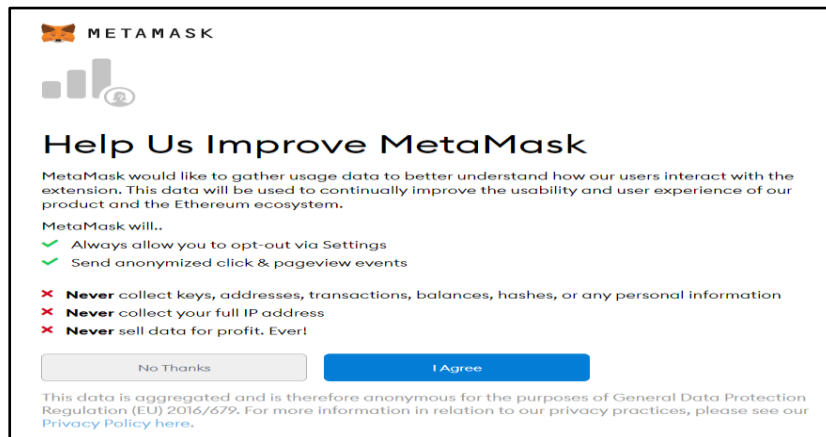 METAMASK
Help Us Improve MetaMask
MetaMask would like to gather usage data to better understand how our users interact with the
extension. This data will be used to continually improve the usability and user experience of our
product and the Ethereum ecosystem.
MetaMask will..
Always allow you to opt-out via Settings
Send anonymized click & pageview events
Never collect keys, addresses, transactions, balances, hashes, or any personal information
Never collect your full IP address
Never sell data for profit. Ever!
No Thanks
I Agree
This data is aggregated and is therefore anonymous for the purposes of General Data Protection
Regulation (EU) 2016/679. For more information in relation to our privacy practices, please see our
Privacy Policy here.